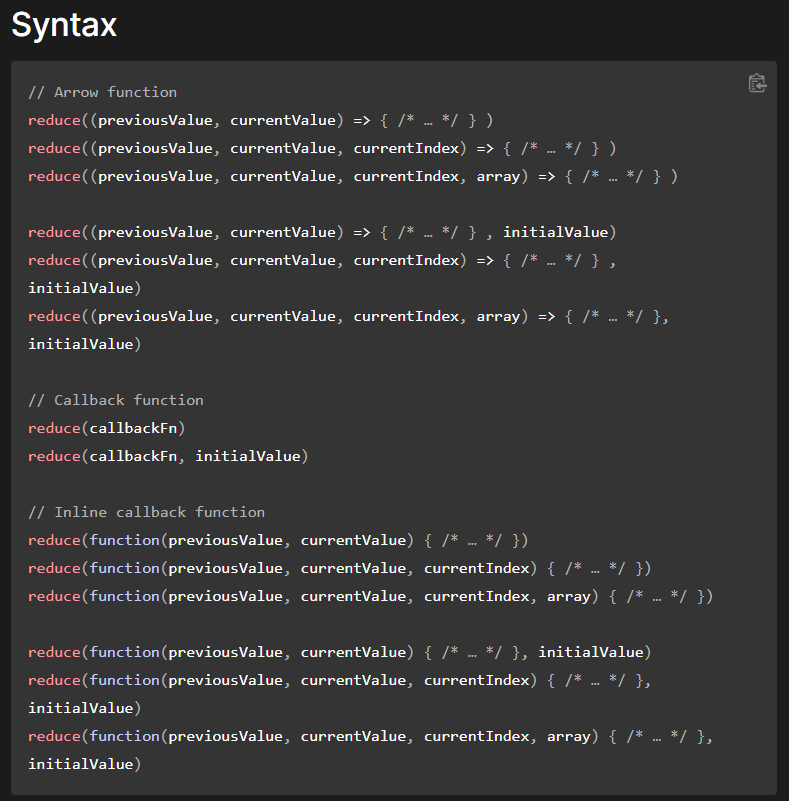 Syntax
// Arrow function
reduce((previousValue, currentValue) => { /* … */ } )
reduce((previousValue, currentValue, currentIndex) => { /* … */ } )
reduce((previousValue, currentValue, currentIndex, array) => { /* … */ } )
reduce((previousValue, currentValue) => { /* … */ } , initialValue)
reduce((previousValue, currentValue, currentIndex) => { /* … */ } ,
initialValue)
reduce((previousValue, currentValue, currentIndex, array) => { /* … */ },
initialValue)
// Callback function
reduce(callbackFn)
reduce(callbackFn, initialValue)
// Inline callback function
reduce(function(previousValue, currentValue) { /* … */ })
reduce(function(previousValue, currentValue, currentIndex) { /* … */ })
reduce(function(previousValue, currentValue, currentIndex, array) { /* … */ })
reduce(function(previousValue, currentValue) { /* … */ }, initialValue)
reduce(function(previousValue, currentValue, currentIndex) { /* … */ },
initialValue)
reduce(function(previousValue, currentValue, currentIndex, array) { /* … */ },
initialValue)